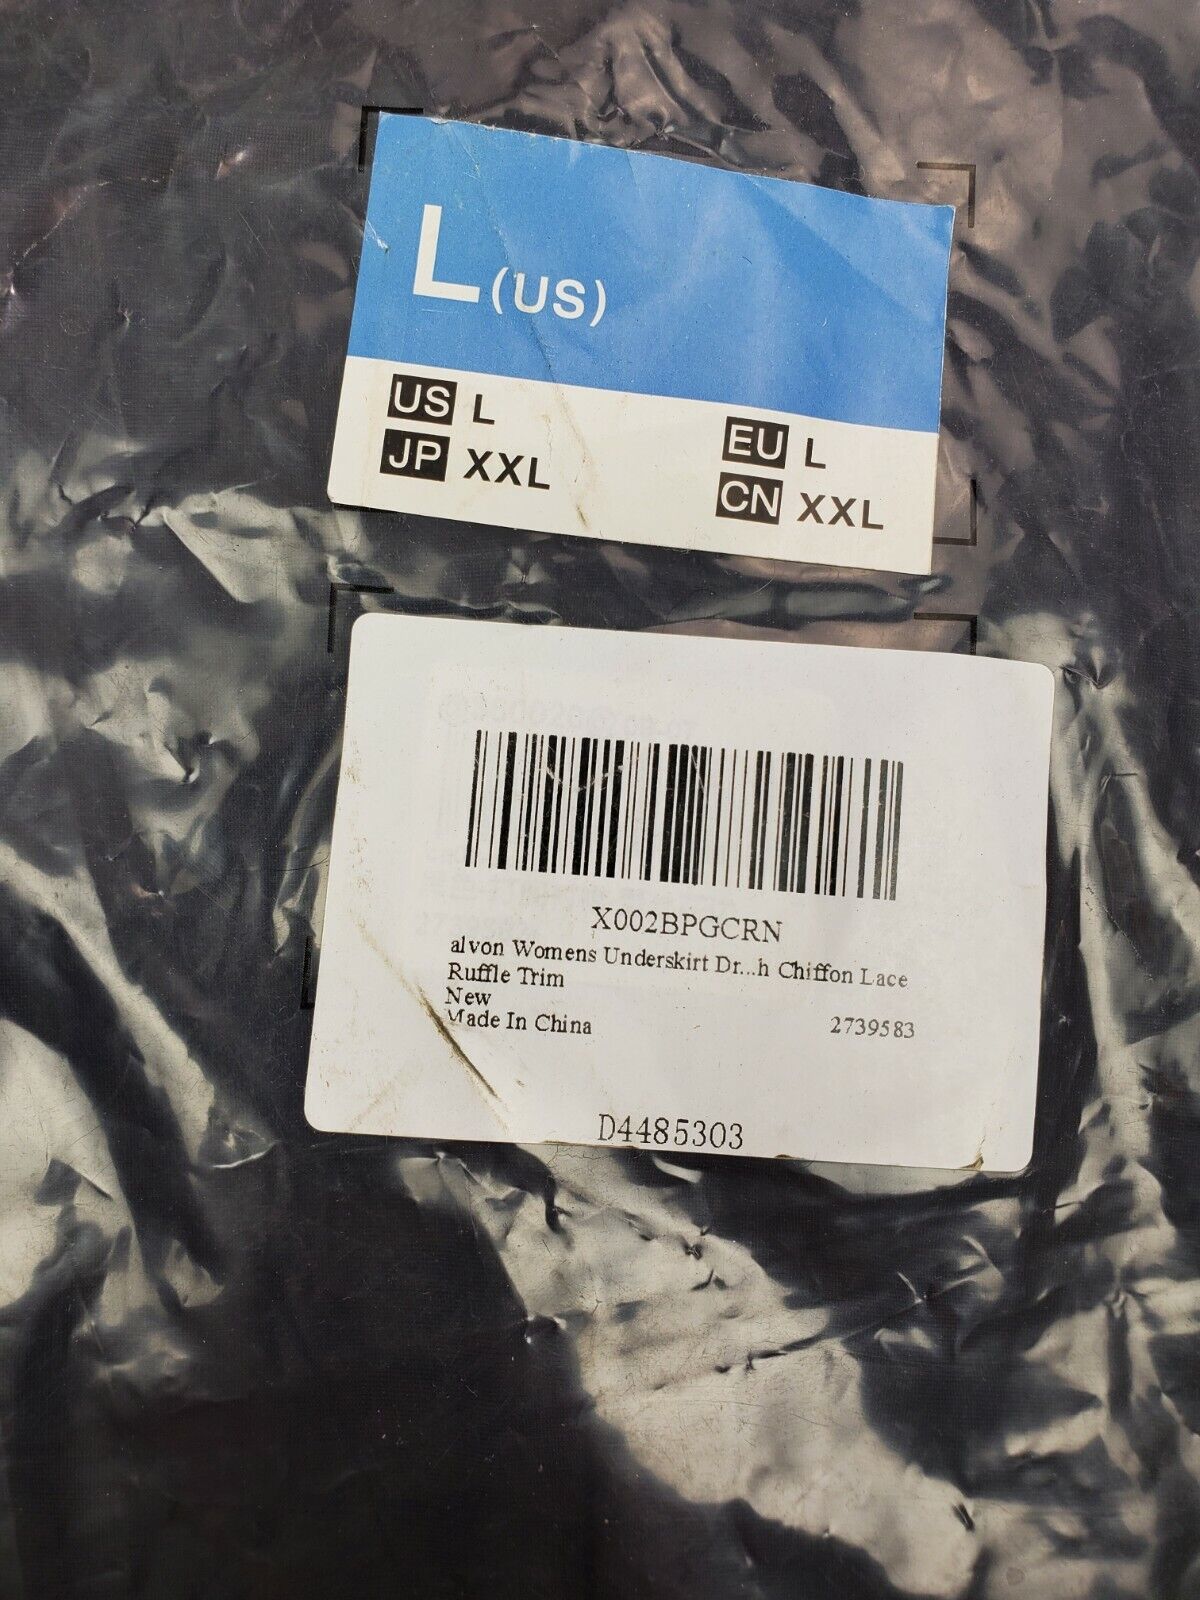 L (US)
US L
EU L
JP XXL
CN XXL
X002BPGCRN
alvon Womens Underskirt Dr...h Chiffon Lace
Ruffle Trim
New
Made In China 2739583
D4485303